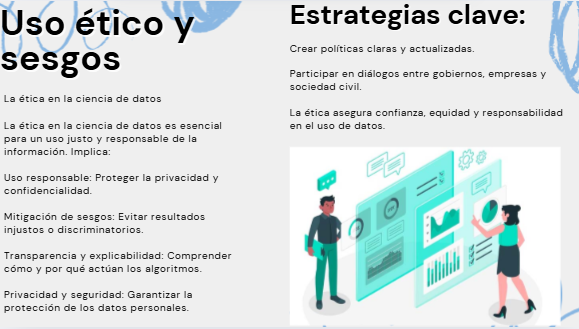 Uso ético y
sesgos
La ética en la ciencia de datos
La ética en la ciencia de datos es esencial
para un uso justo y responsable de la
información. Implica:
Uso responsable: Proteger la privacidad y
confidencialidad.
Mitigación de sesgos: Evitar resultados
injustos o discriminatorios.
Transparencia y explicabilidad: Comprender
cómo y por qué actúan los algoritmos.
Privacidad y seguridad: Garantizar la
protección de los datos personales.
Estrategias clave:
Crear políticas claras y actualizadas.
Participar en diálogos entre gobiernos, empresas y
sociedad civil.
La ética asegura confianza, equidad y responsabilidad
en el uso de datos.